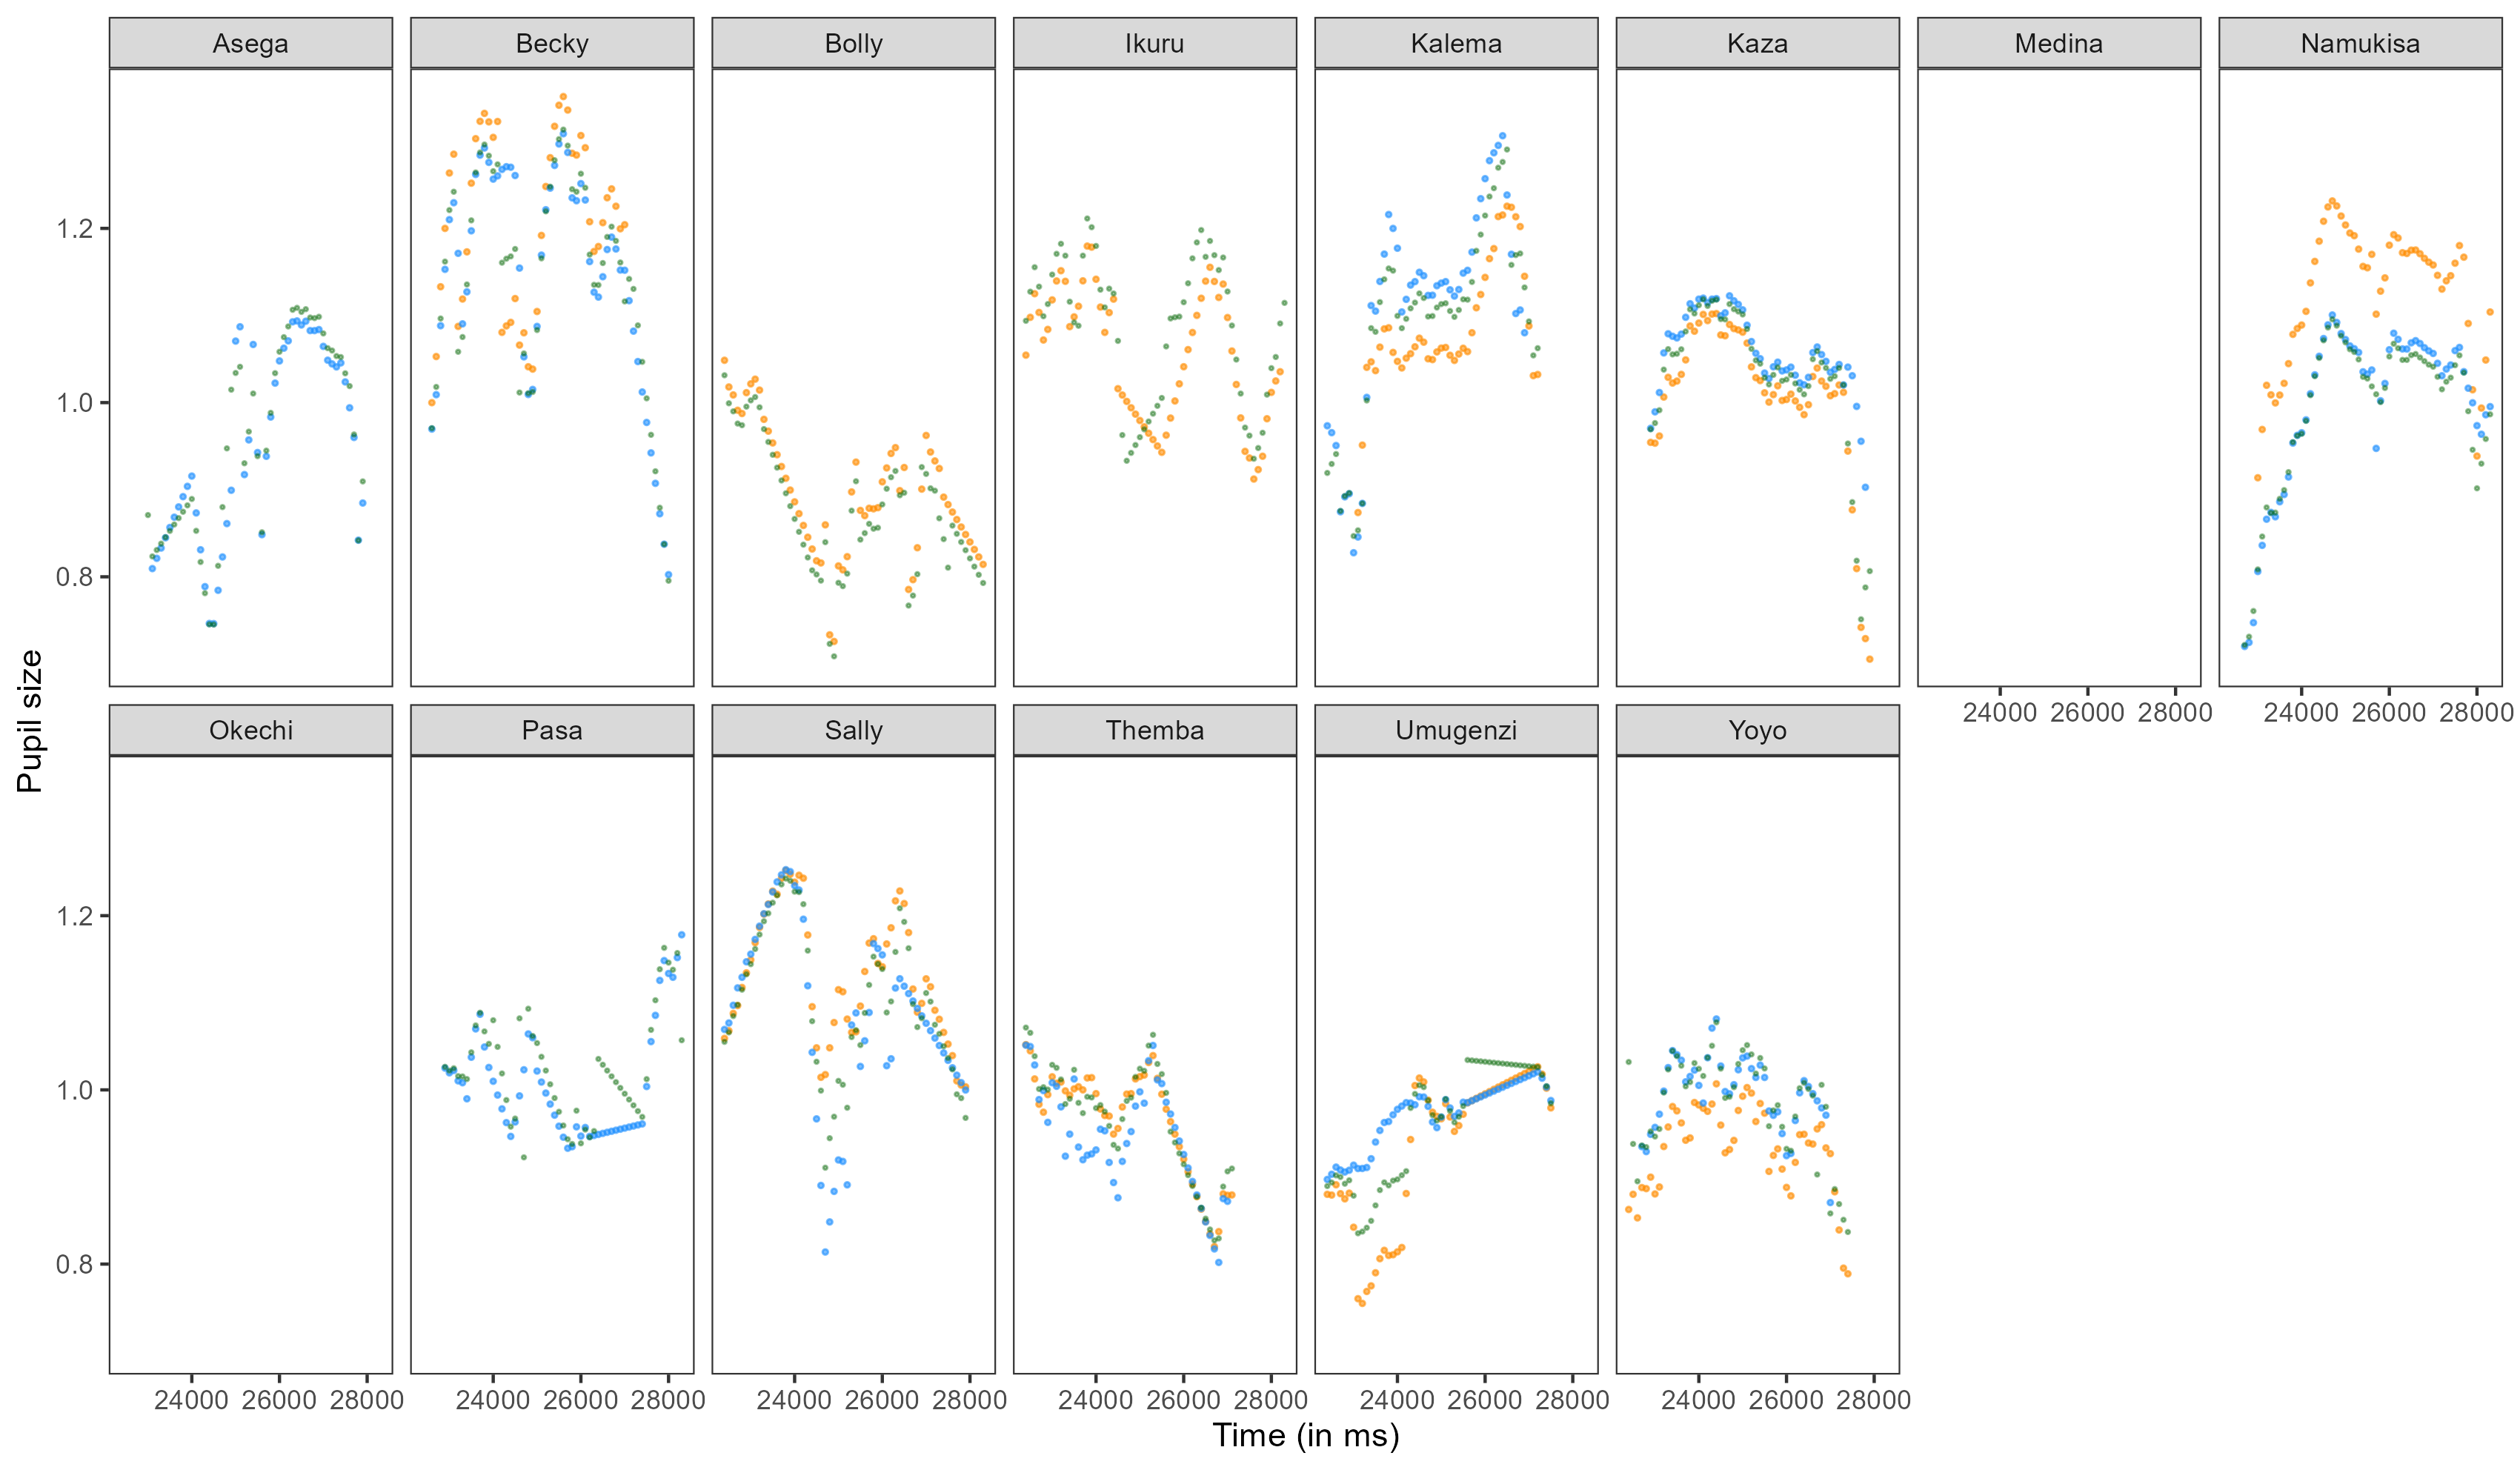 Asega Becky Bolly Ikuru Kalema Kaza Medina Namukisa
1.2
1.0
0.8
24000 26000 28000 24000 26000 28000
Okechi Pasa Sally Themba Umugenzi Yoyo
1.2
1.0
0.8
24000 26000 28000 24000 26000 28000 24000 26000 28000 24000 26000 28000 24000 26000 28000 24000 26000 28000
Time (in ms)
Pupil size